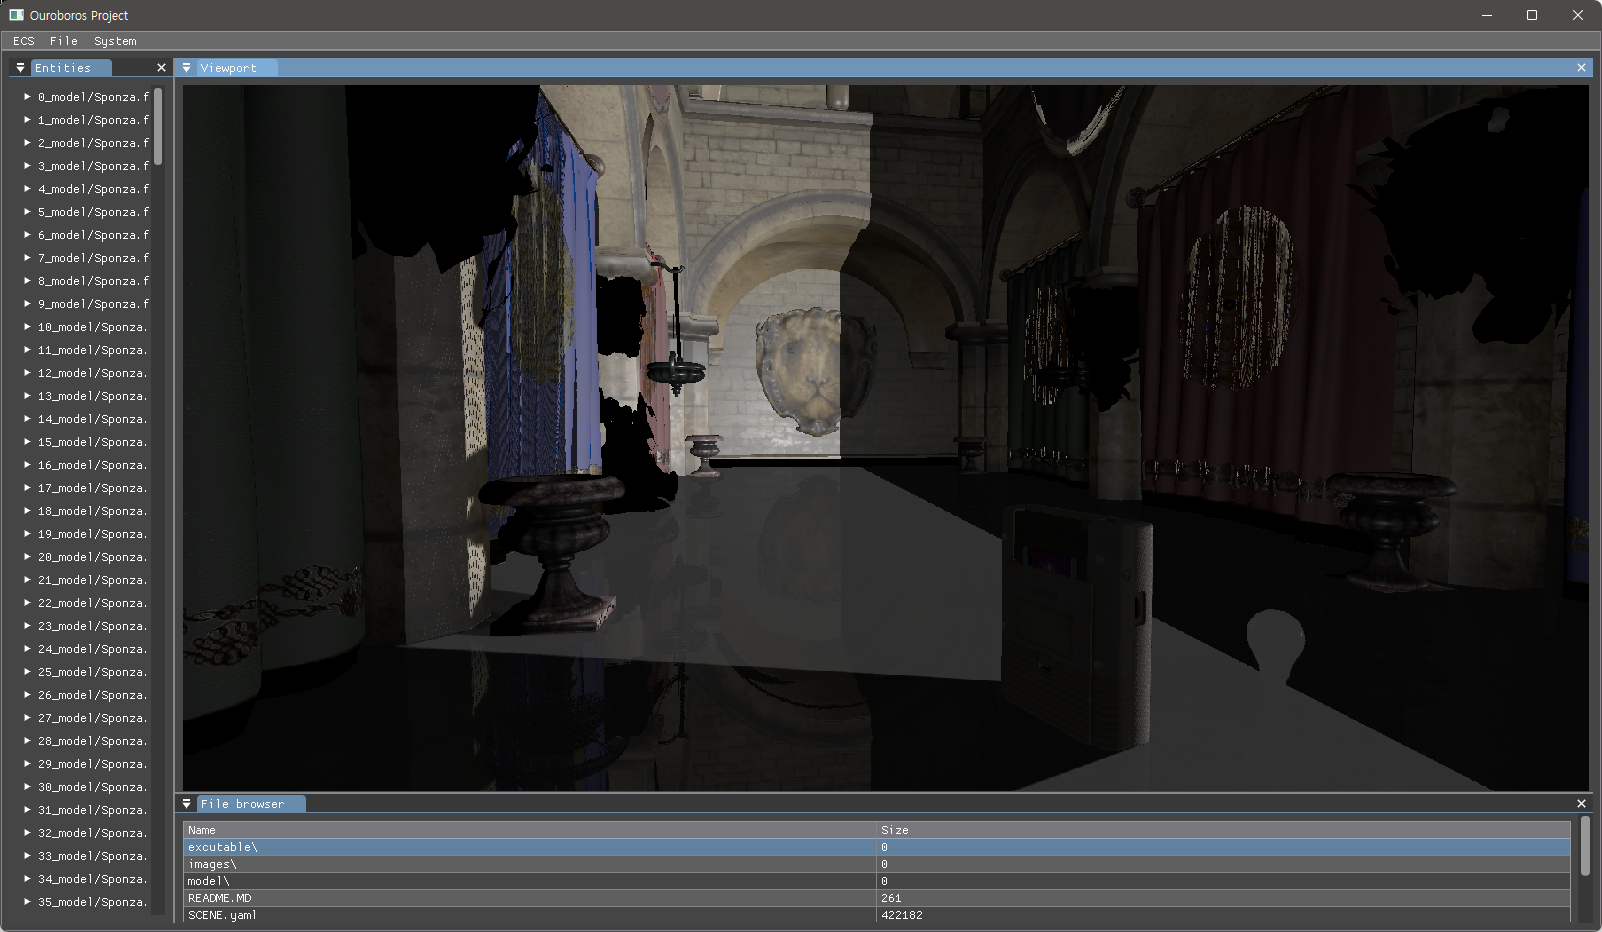 Ouroboros Project
ECS File System
Entities
0_model/Sponza.f
1_model/Sponza.f
2_model/Sponza.f
3_model/Sponza.f
4_model/Sponza.f
5_model/Sponza.f
6_model/Sponza.f
7_model/Sponza.f
8_model/Sponza.f
9_model/Sponza.f
10_model/Sponza.
11_model/Sponza.
12_model/Sponza.
13_model/Sponza.
14_model/Sponza.
15_model/Sponza.
16_model/Sponza.
17_model/Sponza.
18_model/Sponza.
19_model/Sponza.
20_model/Sponza.
21_model/Sponza.
22_model/Sponza.
23_model/Sponza.
24_model/Sponza.
25_model/Sponza.
26_model/Sponza.
27_model/Sponza.
28_model/Sponza.
29_model/Sponza.
30_model/Sponza.
31_model/Sponza.
32_model/Sponza.
33_model/Sponza.
34_model/Sponza.
35_model/Sponza.
Viewport
File browser
Name Size
excutable\ 0
images\ 0
model\ 0
README.MD 261
SCENE.yaml 422182